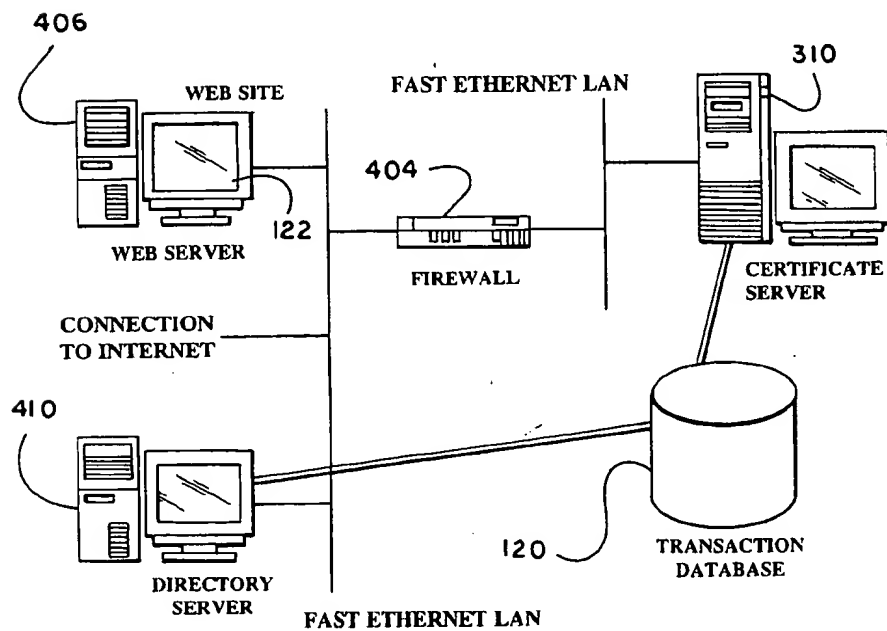 406
WEB SITE
FAST ETHERNET LAN
310
404
122
WEB SERVER
FIREWALL
CERTIFICATE
SERVER
CONNECTION
TO INTERNET
410
120
TRANSACTION
DATABASE
DIRECTORY
SERVER
FAST ETHERNET LAN